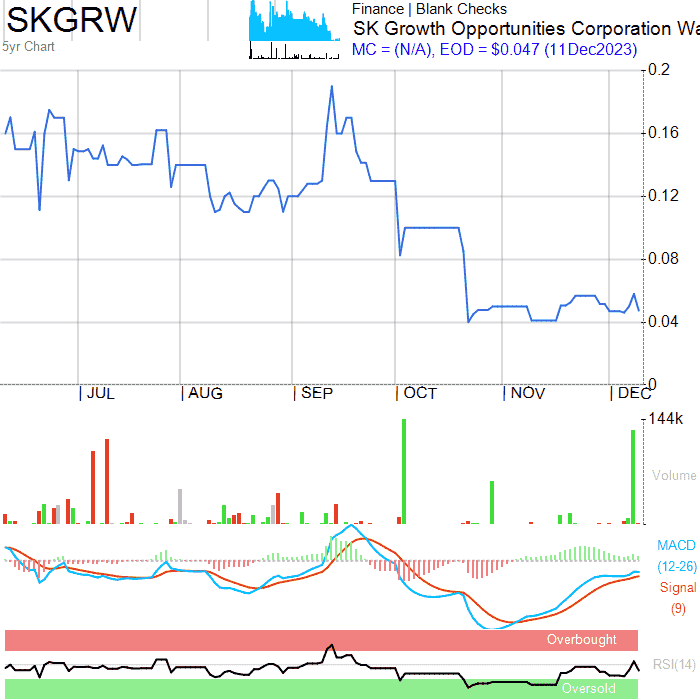 SKGRW
5yr Chart
Finance | Blank Checks
SK Growth Opportunities Corporation Wa
MC = (N/A), EOD = $0.047 (11Dec2023)
0.2
0.16
0.12
0.08
0.04
0
| JUL | AUG | SEP | OCT | NOV | DEC
144k
Volume
MACD
(12-26)
Signal
(9)
Overbought
RSI(14)
Oversold